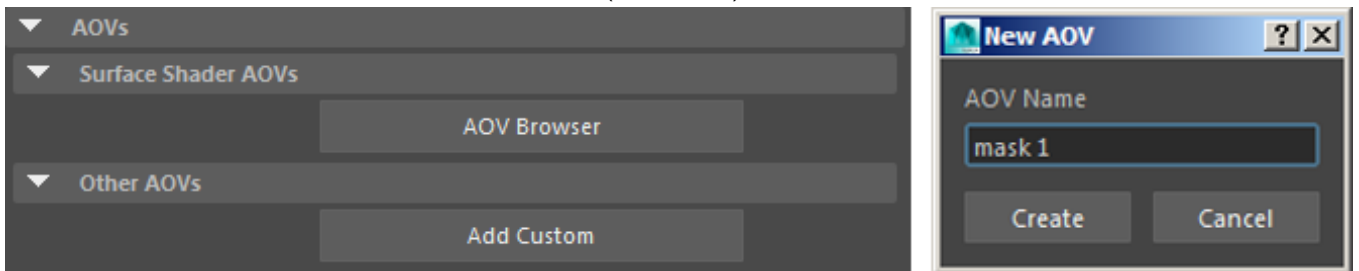 AOVs
Surface Shader AOVs
AOV Browser
Other AOVs
Add Custom
New AOV
AOV Name
mask 1
Create Cancel